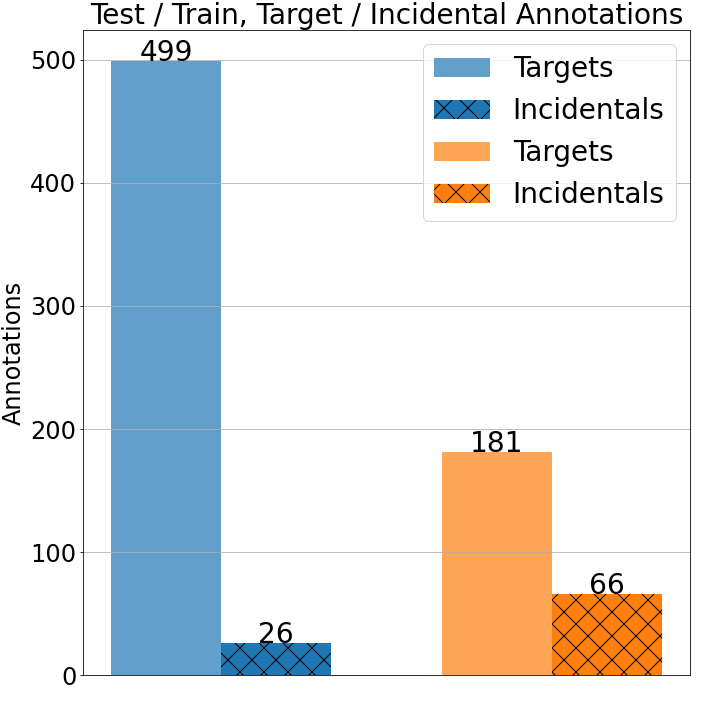 Test / Train, Target / Incidental Annotations
499
500
Targets
Incidentals
Targets
Incidentals
400
300
Annotations
200
181
100
66
26
0